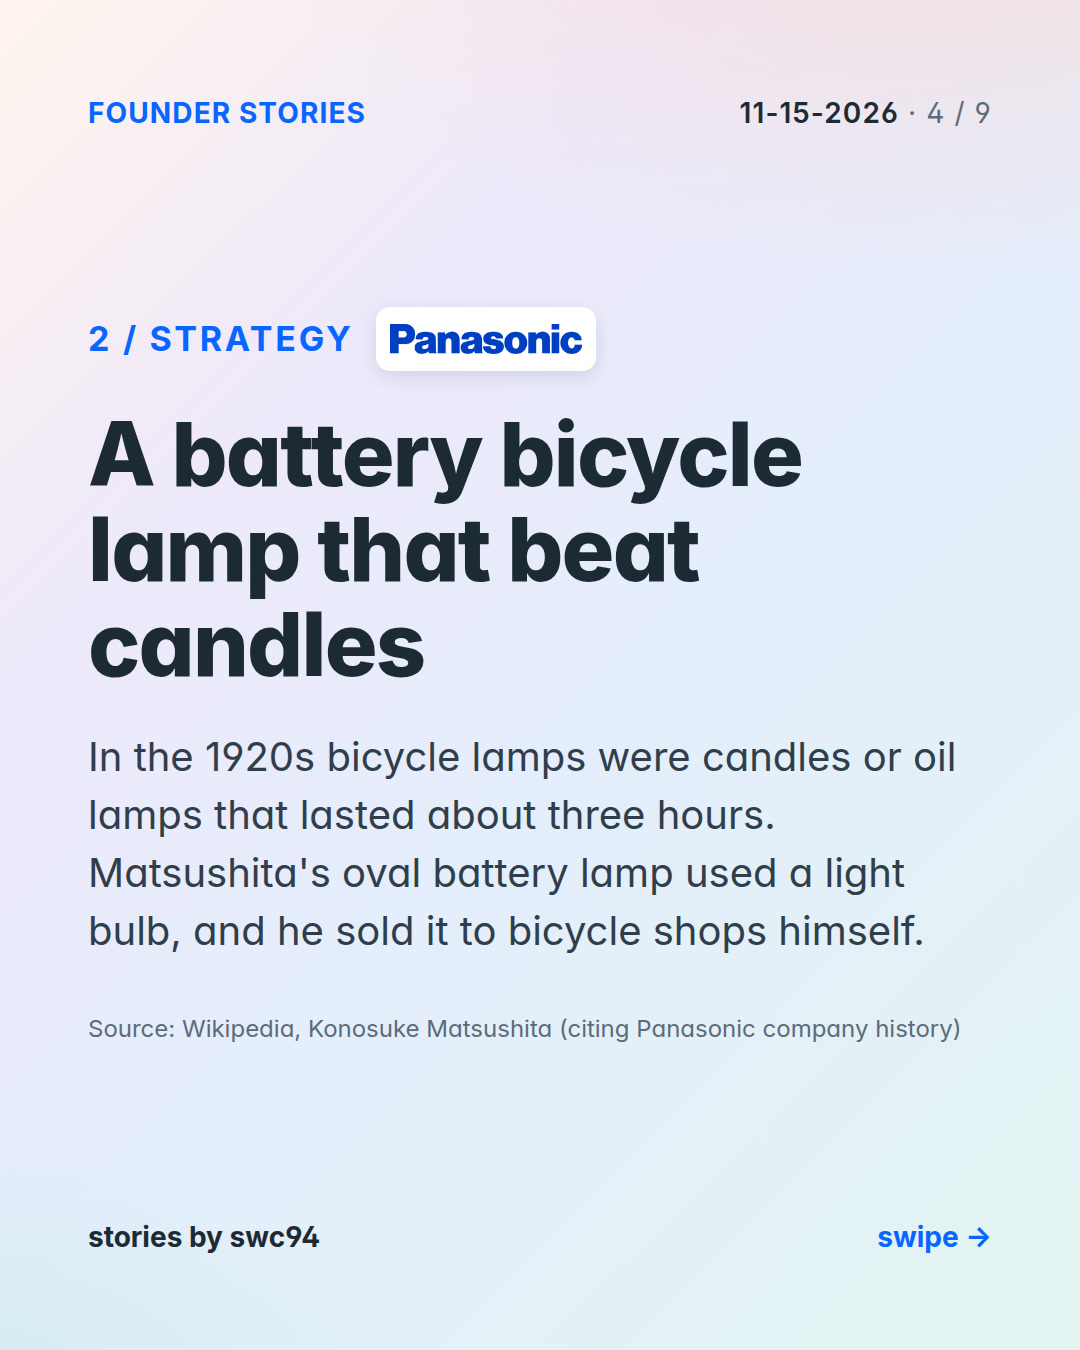 FOUNDER STORIES
11-15-2026 · 4 / 9
2 / STRATEGY
Panasonic
A battery bicycle
lamp that beat
candles
In the 1920s bicycle lamps were candles or oil
lamps that lasted about three hours.
Matsushita's oval battery lamp used a light
bulb, and he sold it to bicycle shops himself.
Source: Wikipedia, Konosuke Matsushita (citing Panasonic company history)
stories by swc94
swipe →